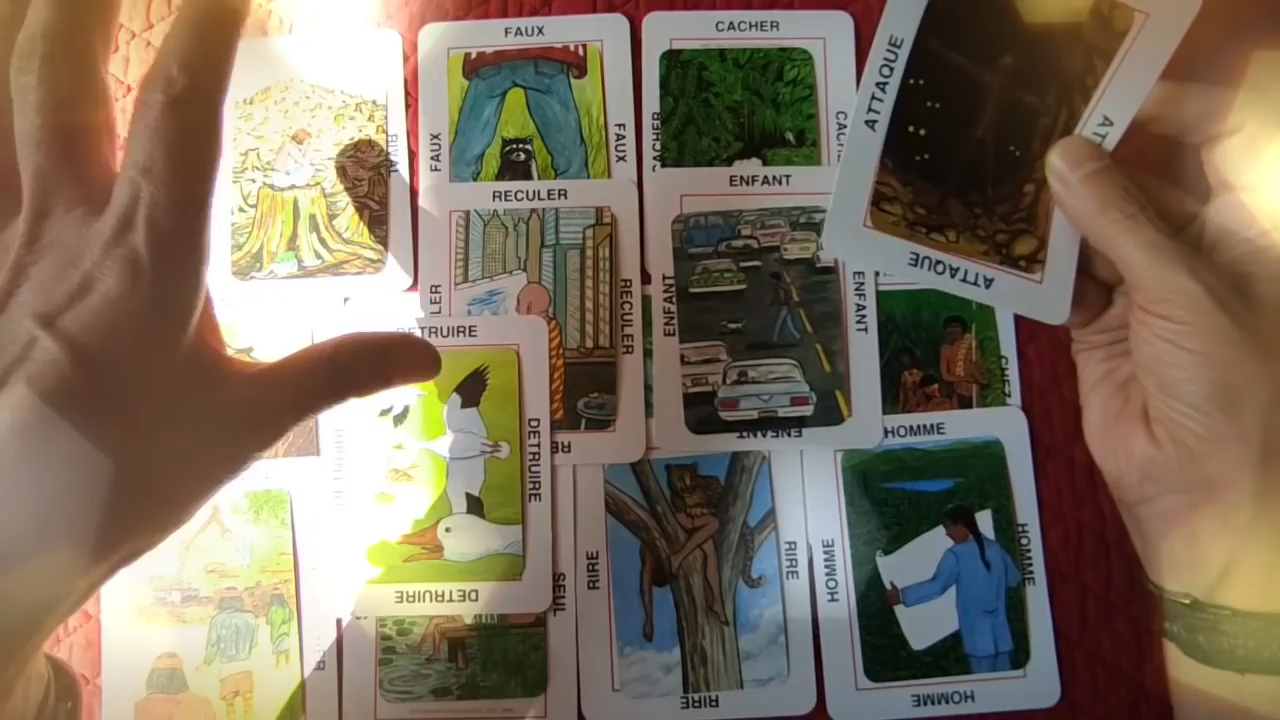 FAUX
FAUX
FAUX
CACHER
CACHER
ATTAQUE
ATTAQUE
RECULER
RECULER
ENFANT
ENFANT
ENFANT
ENFANT
DETRUIRE
DETRUIRE
CHEZ
HOMME
HOMME
HOMME
HOMME
RIRE
RIRE
RIRE
SEUL